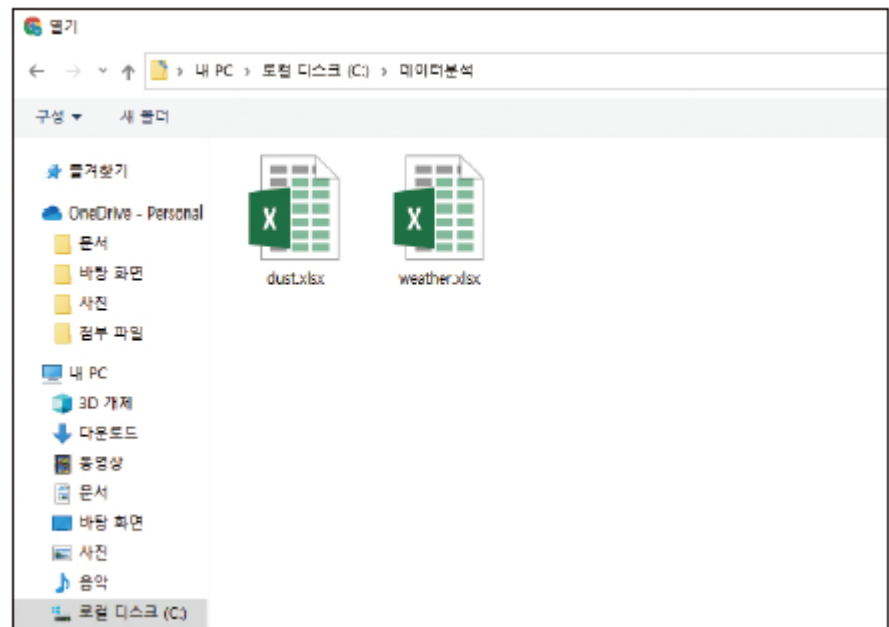 열기
내 PC > 로컬 디스크 (C:) > 데이터분석
구성 새 폴더
즐겨찾기
OneDrive - Personal
문서
바탕 화면
사진
첨부 파일
내 PC
3D 개체
다운로드
동영상
문서
바탕 화면
사진
음악
로컬 디스크 (C:)
dust.xlsx
weather.xlsx